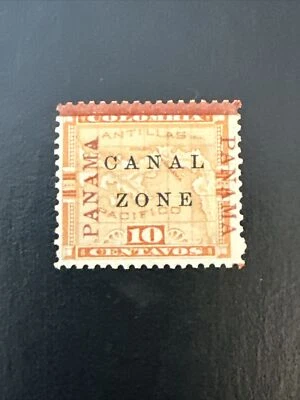 COLOMBIA
ANTILLAS
PANAMA
CANAL
ZONE
PANAMA
PACIFICO
10
CENTAVOS